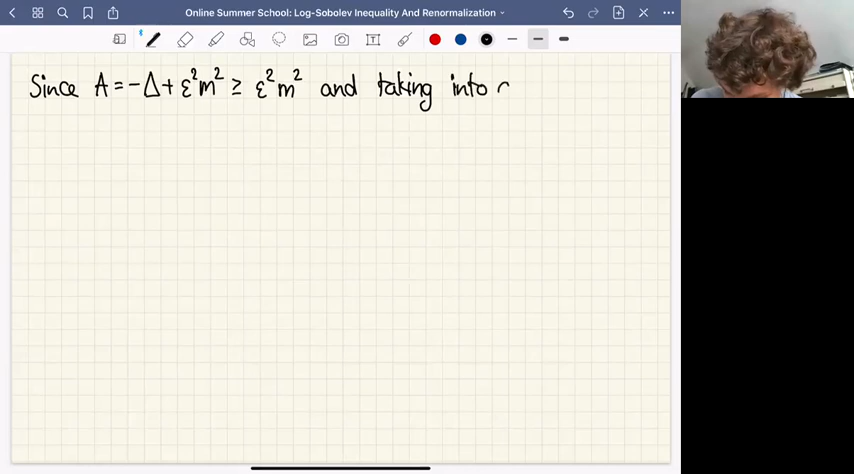 Online Summer School: Log-Sobolev Inequality And Renormalization
Since A = -Δ + ε²m² ≥ ε²m² and taking into